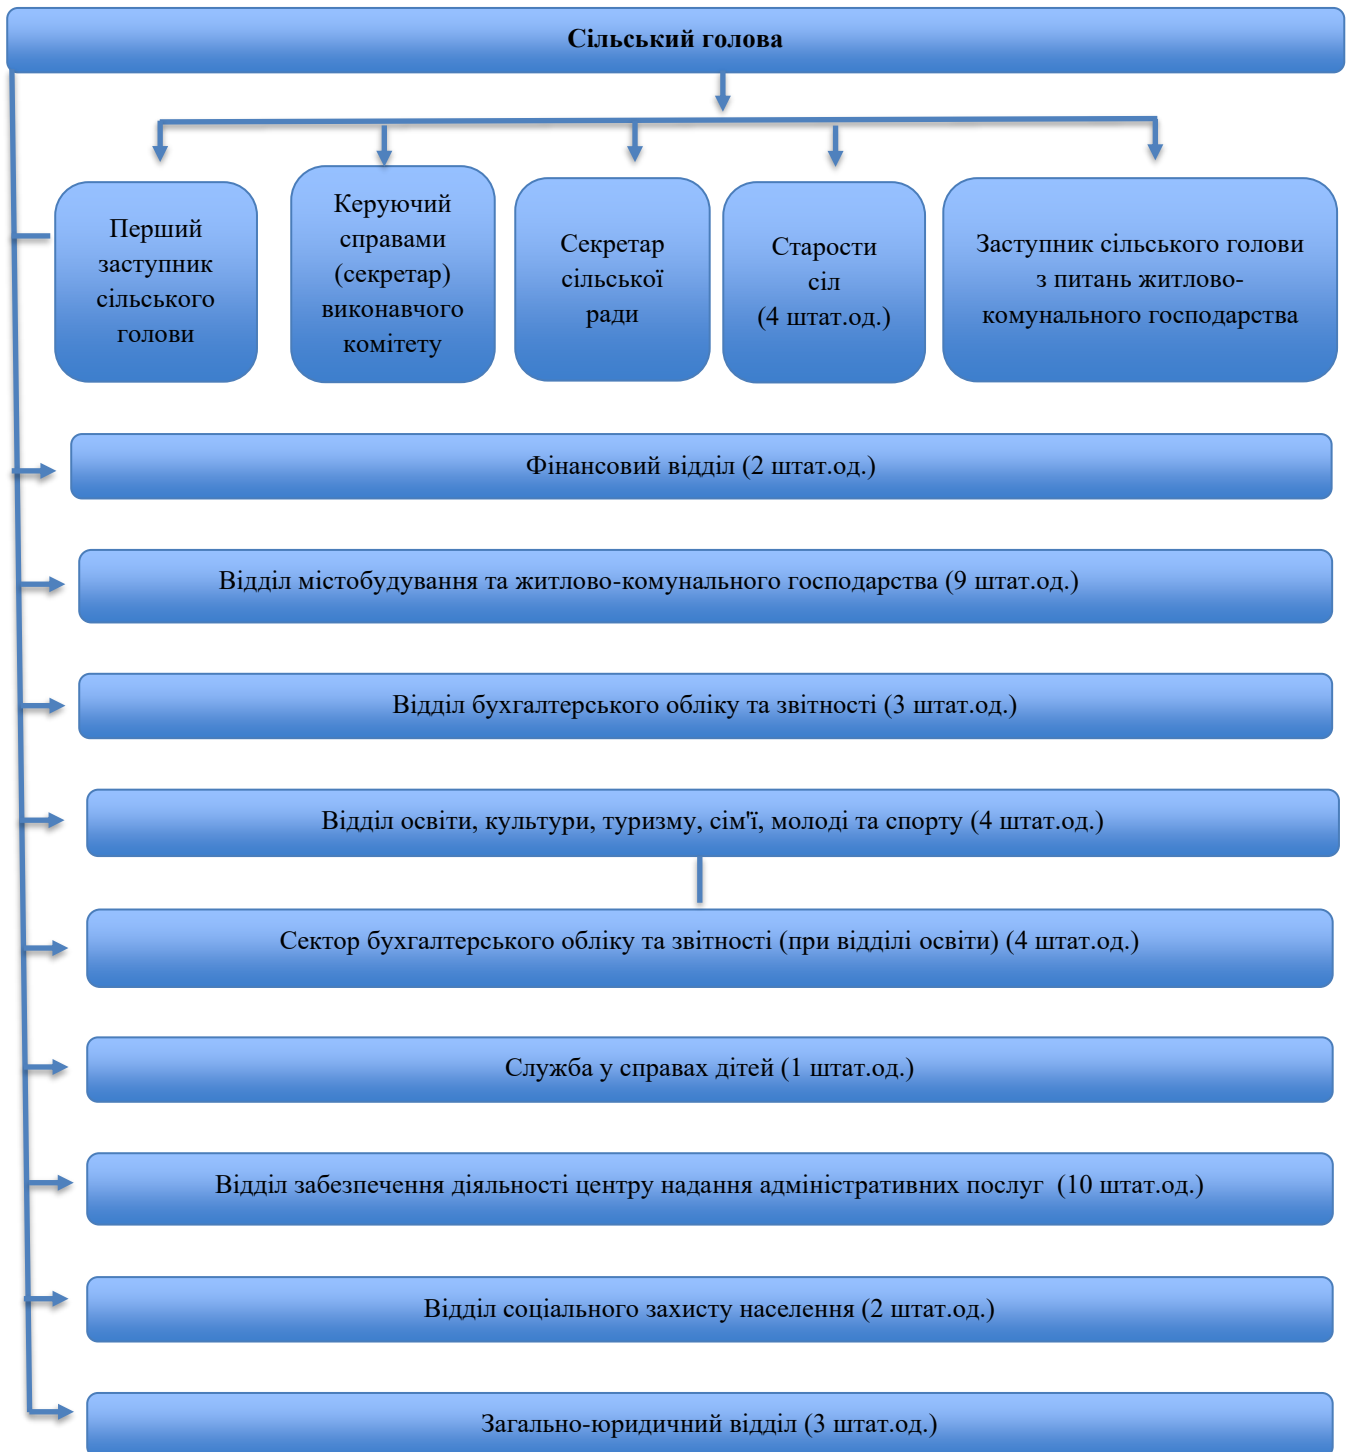 Сільський голова
Перший
заступник
сільського
голови
Керуючий
справами
(секретар)
виконавчого
комітету
Секретар
сільської
ради
Старости
сіл
(4 штат.од.)
Заступник сільського голови
з питань житлово-
комунального господарства
Фінансовий відділ (2 штат.од.)
Відділ містобудування та житлово-комунального господарства (9 штат.од.)
Відділ бухгалтерського обліку та звітності (3 штат.од.)
Відділ освіти, культури, туризму, сім'ї, молоді та спорту (4 штат.од.)
Сектор бухгалтерського обліку та звітності (при відділі освіти) (4 штат.од.)
Служба у справах дітей (1 штат.од.)
Відділ забезпечення діяльності центру надання адміністративних послуг  (10 штат.од.)
Відділ соціального захисту населення (2 штат.од.)
Загально-юридичний відділ (3 штат.од.)